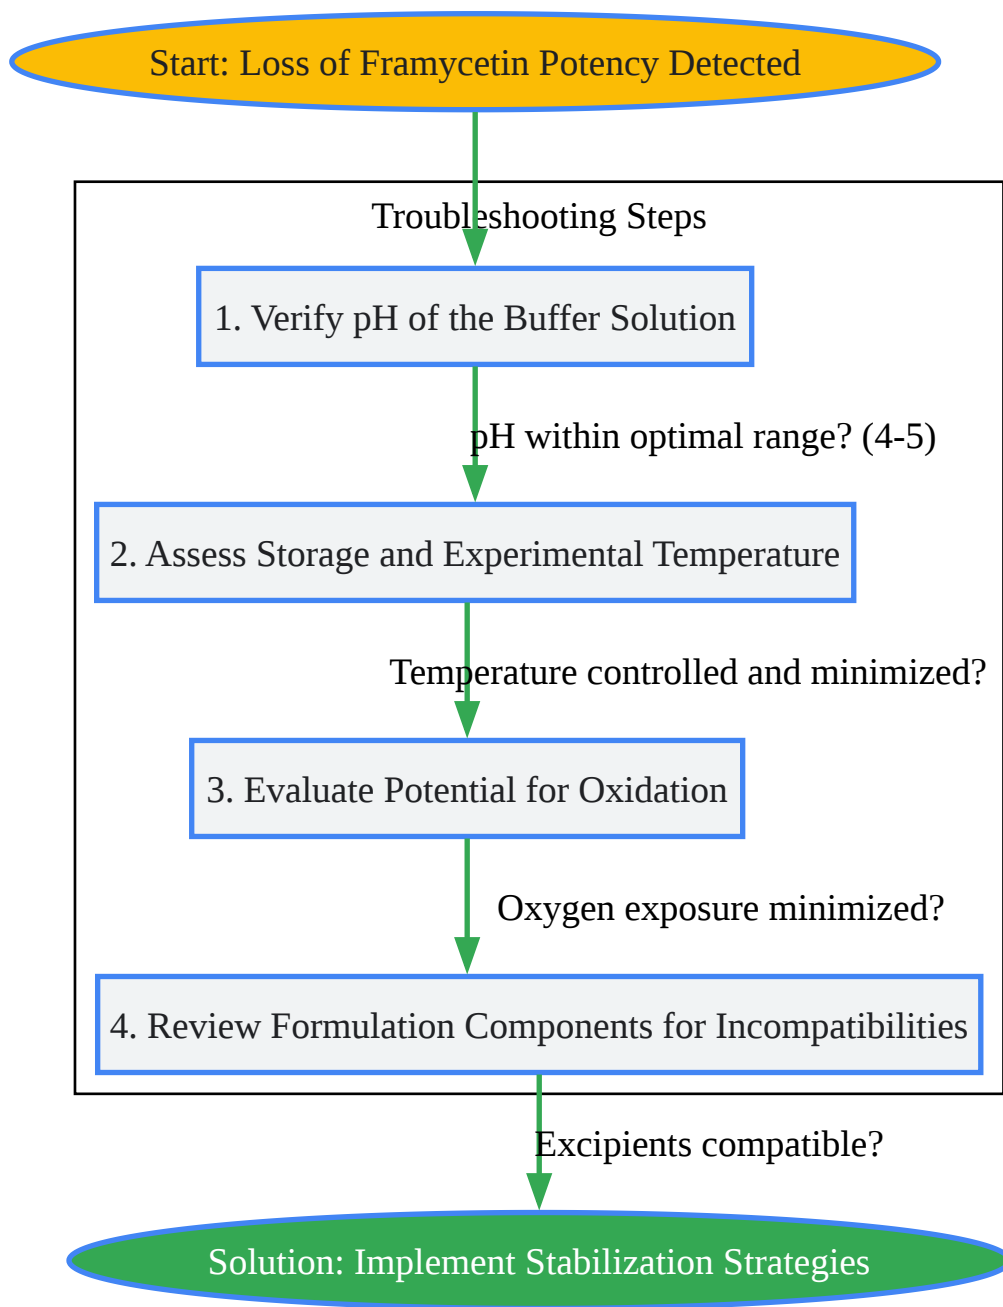 Start: Loss of Framycetin Potency Detected
Troubleshooting Steps
1. Verify pH of the Buffer Solution
pH within optimal range? (4-5)
2. Assess Storage and Experimental Temperature
Temperature controlled and minimized?
3. Evaluate Potential for Oxidation
Oxygen exposure minimized?
4. Review Formulation Components for Incompatibilities
Excipients compatible?
Solution: Implement Stabilization Strategies